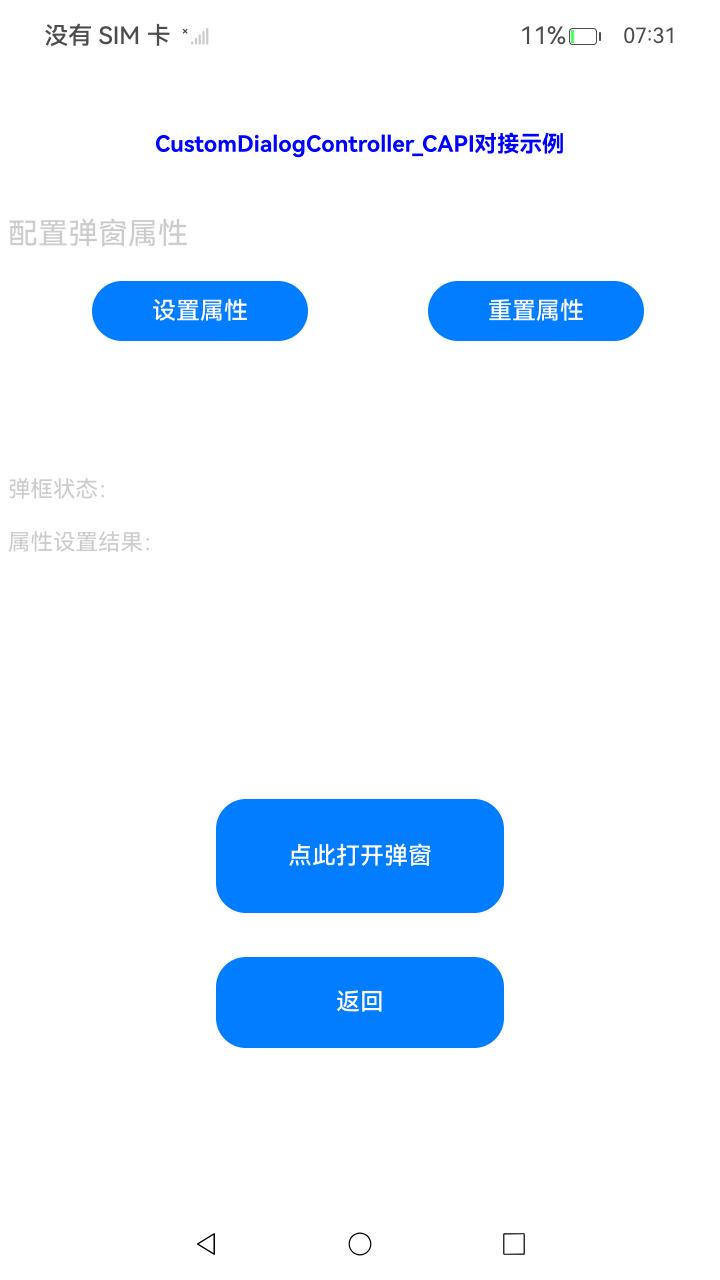 没有 SIM 卡 11% 07:31
CustomDialogController_CAPI对接示例
配置弹窗属性
设置属性 重置属性
弹框状态:
属性设置结果:
点此打开弹窗
返回